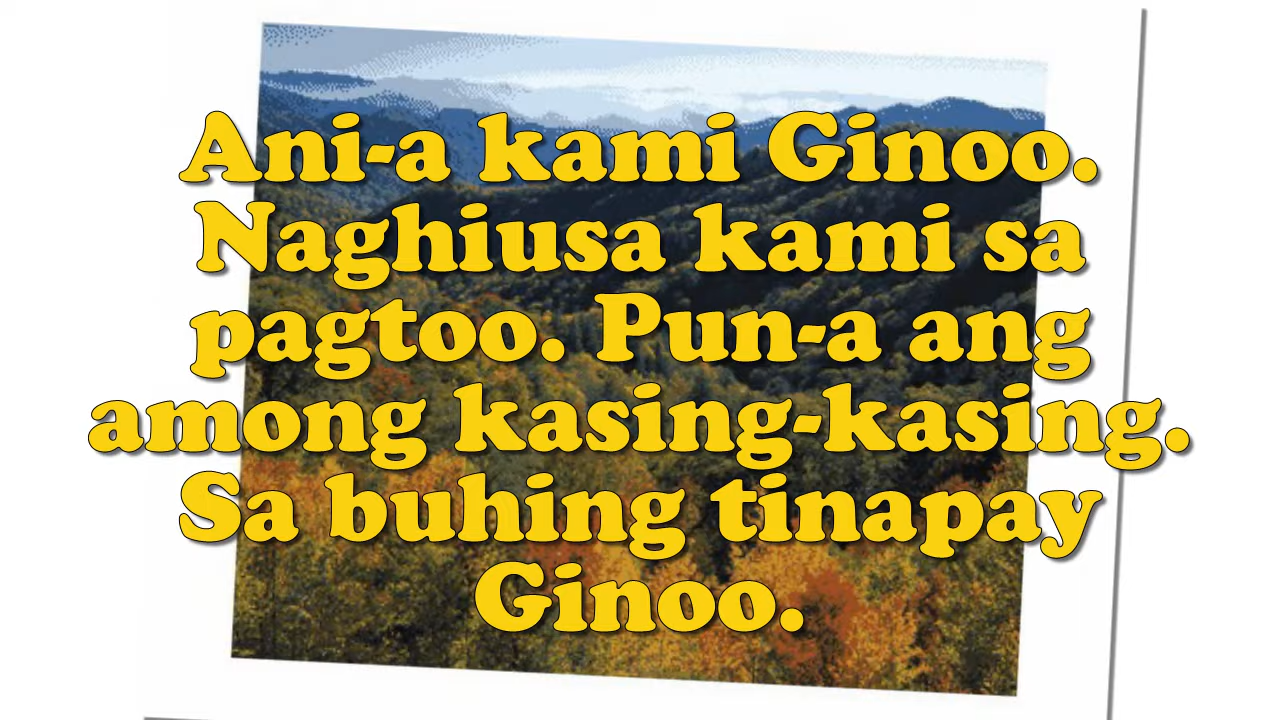 Ani-a kami Ginoo.
Naghiusa kami sa
pagtoo. Pun-a ang
among kasing-kasing.
Sa buhing tinapay
Ginoo.